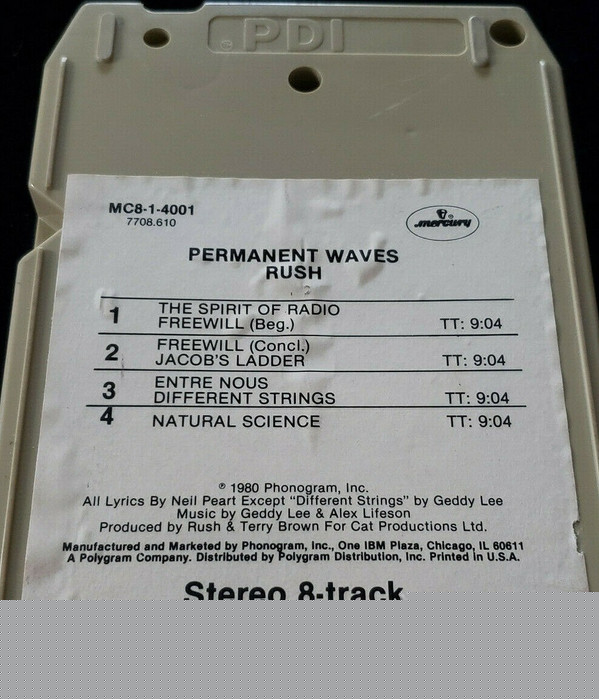 PDI
MC8-1-4001
7708.610
mercury
PERMANENT WAVES
RUSH
1 THE SPIRIT OF RADIO
FREEWILL (Beg.) TT: 9:04
2 FREEWILL (Concl.)
JACOB'S LADDER TT: 9:04
3 ENTRE NOUS
DIFFERENT STRINGS TT: 9:04
4 NATURAL SCIENCE TT: 9:04
℗ 1980 Phonogram, Inc.
All Lyrics By Neil Peart Except "Different Strings" by Geddy Lee
Music by Geddy Lee & Alex Lifeson
Produced by Rush & Terry Brown For Cat Productions Ltd.
Manufactured and Marketed by Phonogram, Inc., One IBM Plaza, Chicago, IL 60611
A Polygram Company. Distributed by Polygram Distribution, Inc. Printed in U.S.A.
Stereo 8-track